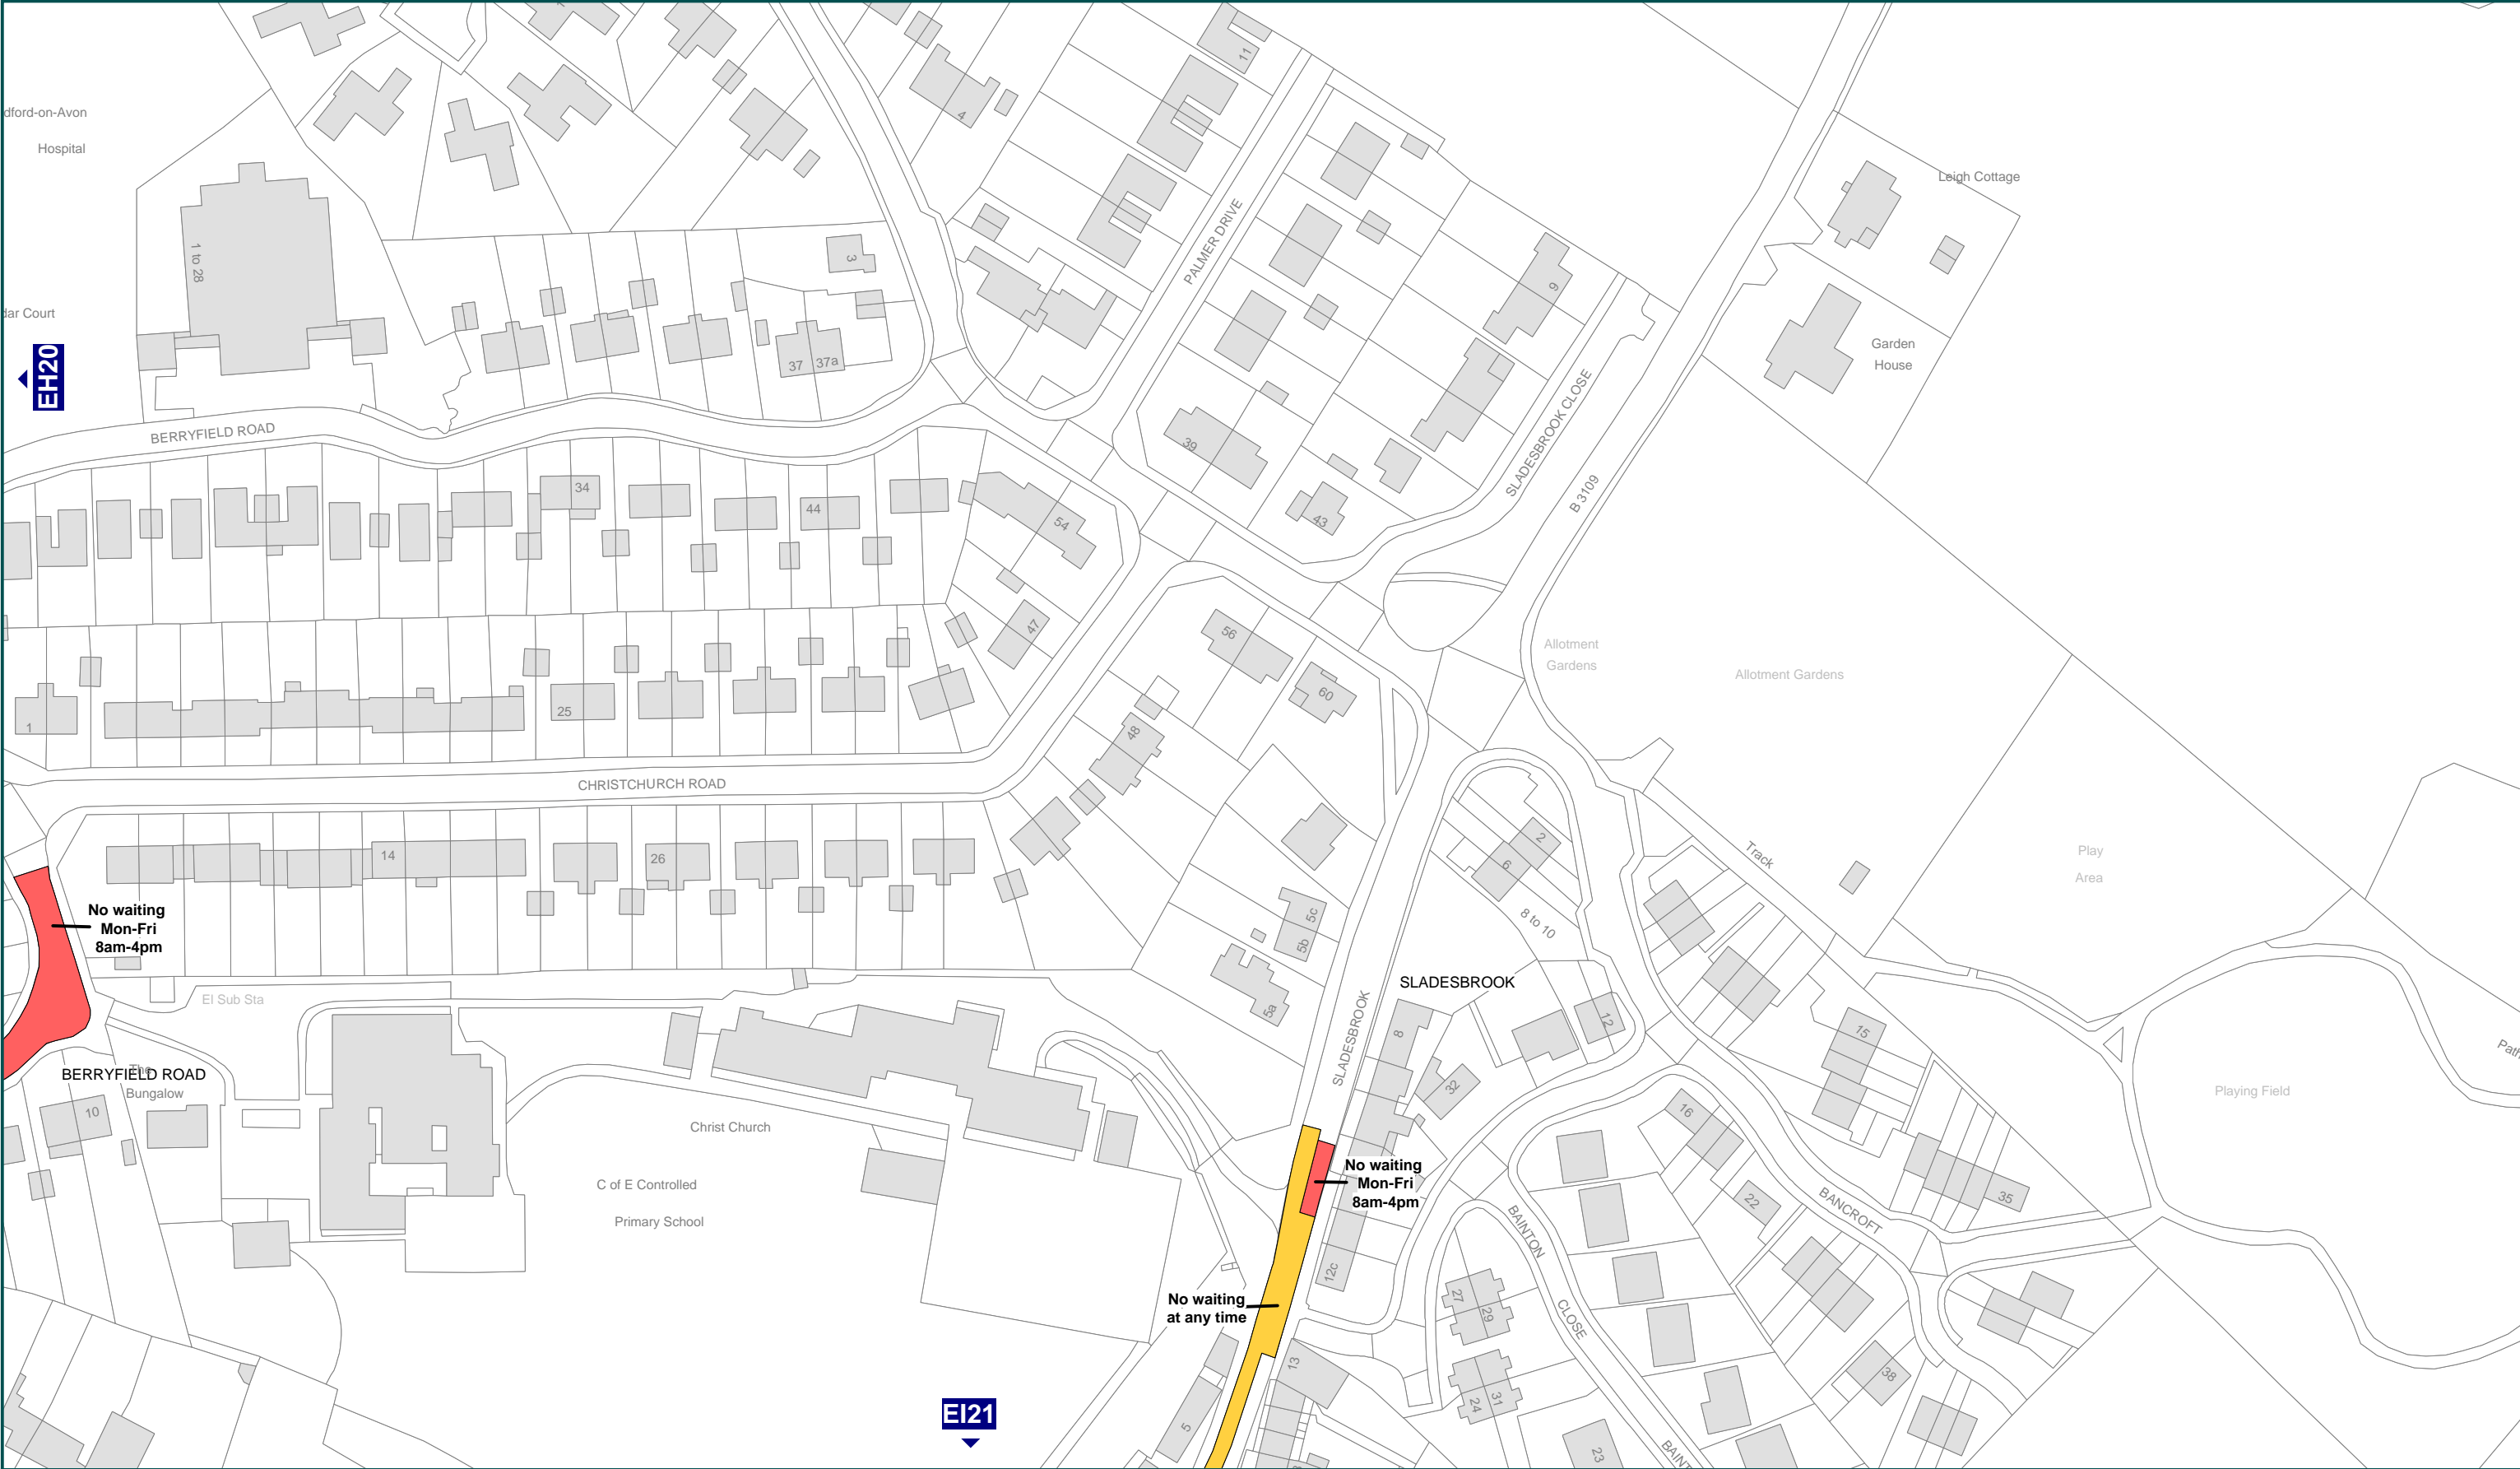 dford-on-Avon
Hospital
1 to 28
dar Court
EH20
BERRYFIELD ROAD
4
11
3
37
37a
PALMER DRIVE
Leigh Cottage
Garden
House
9
39
43
SLADESBROOK CLOSE
B 3109
34
44
54
47
1
25
CHRISTCHURCH ROAD
56
60
48
Allotment
Gardens
Allotment Gardens
14
26
No waiting
Mon-Fri
8am-4pm
El Sub Sta
BERRYFIELD ROAD
The
Bungalow
10
Christ Church
C of E Controlled
Primary School
2
6
8 to 10
5c
5b
5a
SLADESBROOK
SLADESBROOK
8
32
12
Track
Play
Area
15
Path
Playing Field
No waiting
Mon-Fri
8am-4pm
16
22
35
BANCROFT
BAINTON
CLOSE
12c
27
29
No waiting
at any time
13
24
31
38
5
23
EI21